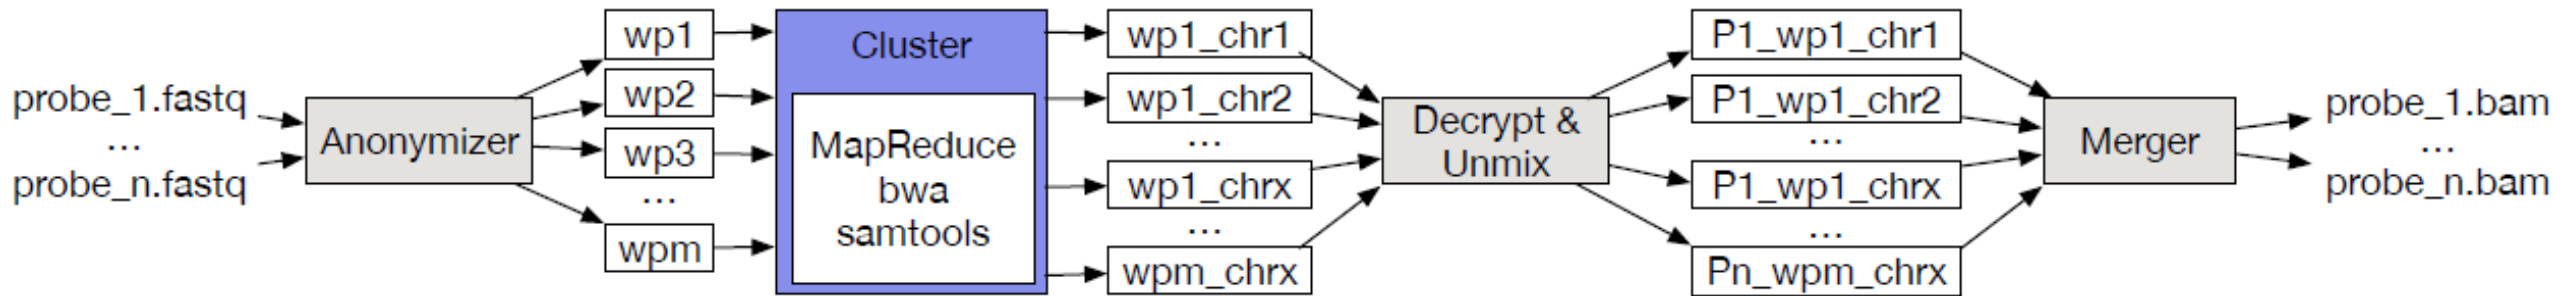 probe_1.fastq
...
probe_n.fastq
Anonymizer
wp1
wp2
wp3
...
wpm
Cluster
MapReduce
bwa
samtools
wp1_chr1
wp1_chr2
...
wp1_chrx
...
wpm_chrx
Decrypt &
Unmix
P1_wp1_chr1
P1_wp1_chr2
...
P1_wp1_chrx
...
Pn_wpm_chrx
Merger
probe_1.bam
...
probe_n.bam